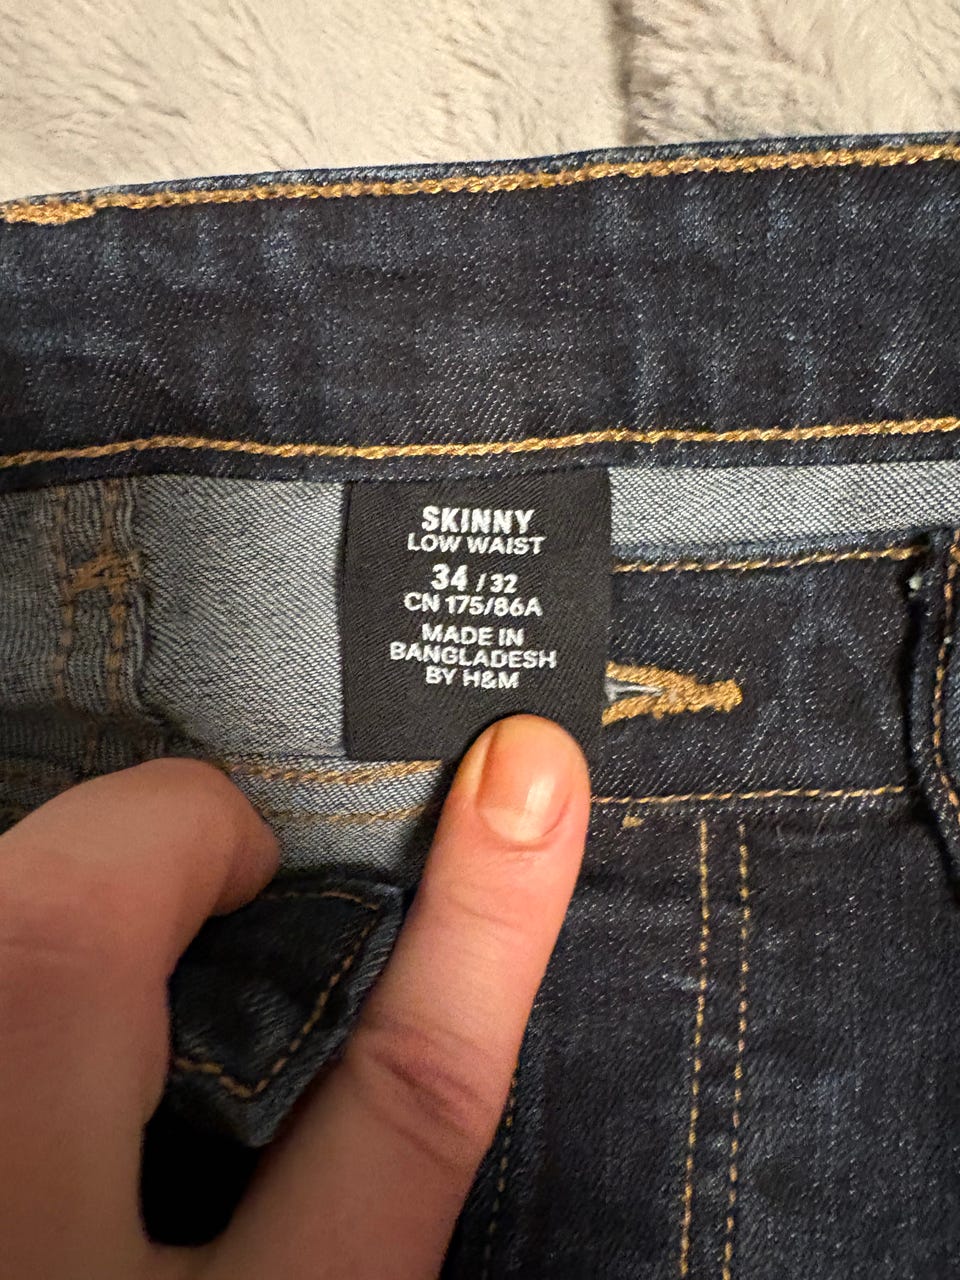 SKINNY
LOW WAIST
34 / 32
CN 175/86A
MADE IN
BANGLADESH
BY H&M